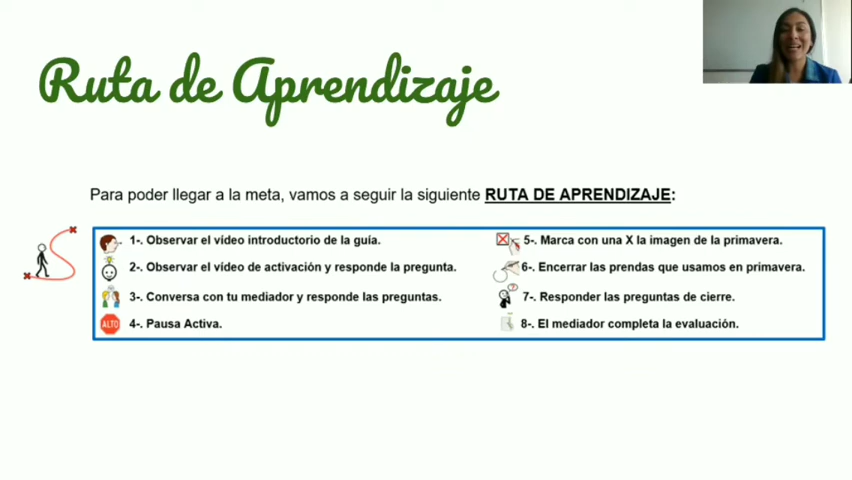 Ruta de Aprendizaje
Para poder llegar a la meta, vamos a seguir la siguiente RUTA DE APRENDIZAJE:
1-. Observar el vídeo introductorio de la guía.
2-. Observar el vídeo de activación y responde la pregunta.
3-. Conversa con tu mediador y responde las preguntas.
ALTO
4-. Pausa Activa.
5-. Marca con una X la imagen de la primavera.
6-. Encerrar las prendas que usamos en primavera.
7-. Responder las preguntas de cierre.
8-. El mediador completa la evaluación.